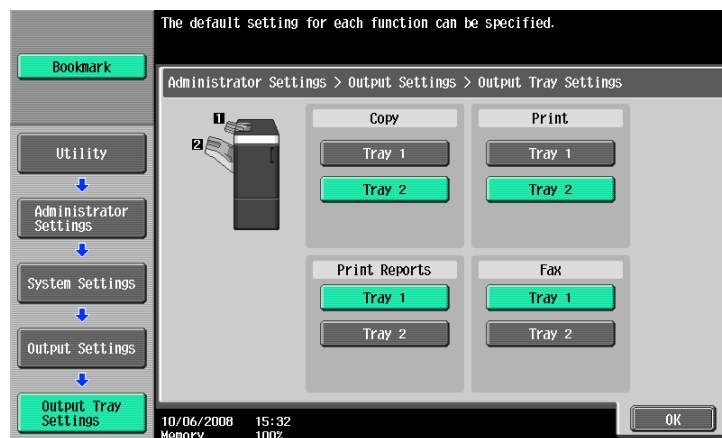 The default setting for each function can be specified.
Bookmark
Administrator Settings > Output Settings > Output Tray Settings
1
2
Copy
Print
Tray 1
Tray 1
Tray 2
Tray 2
Print Reports
Fax
Tray 1
Tray 1
Tray 2
Tray 2
Utility
Administrator
Settings
System Settings
Output Settings
Output Tray
Settings
10/06/2008 15:32
Memory 100%
OK